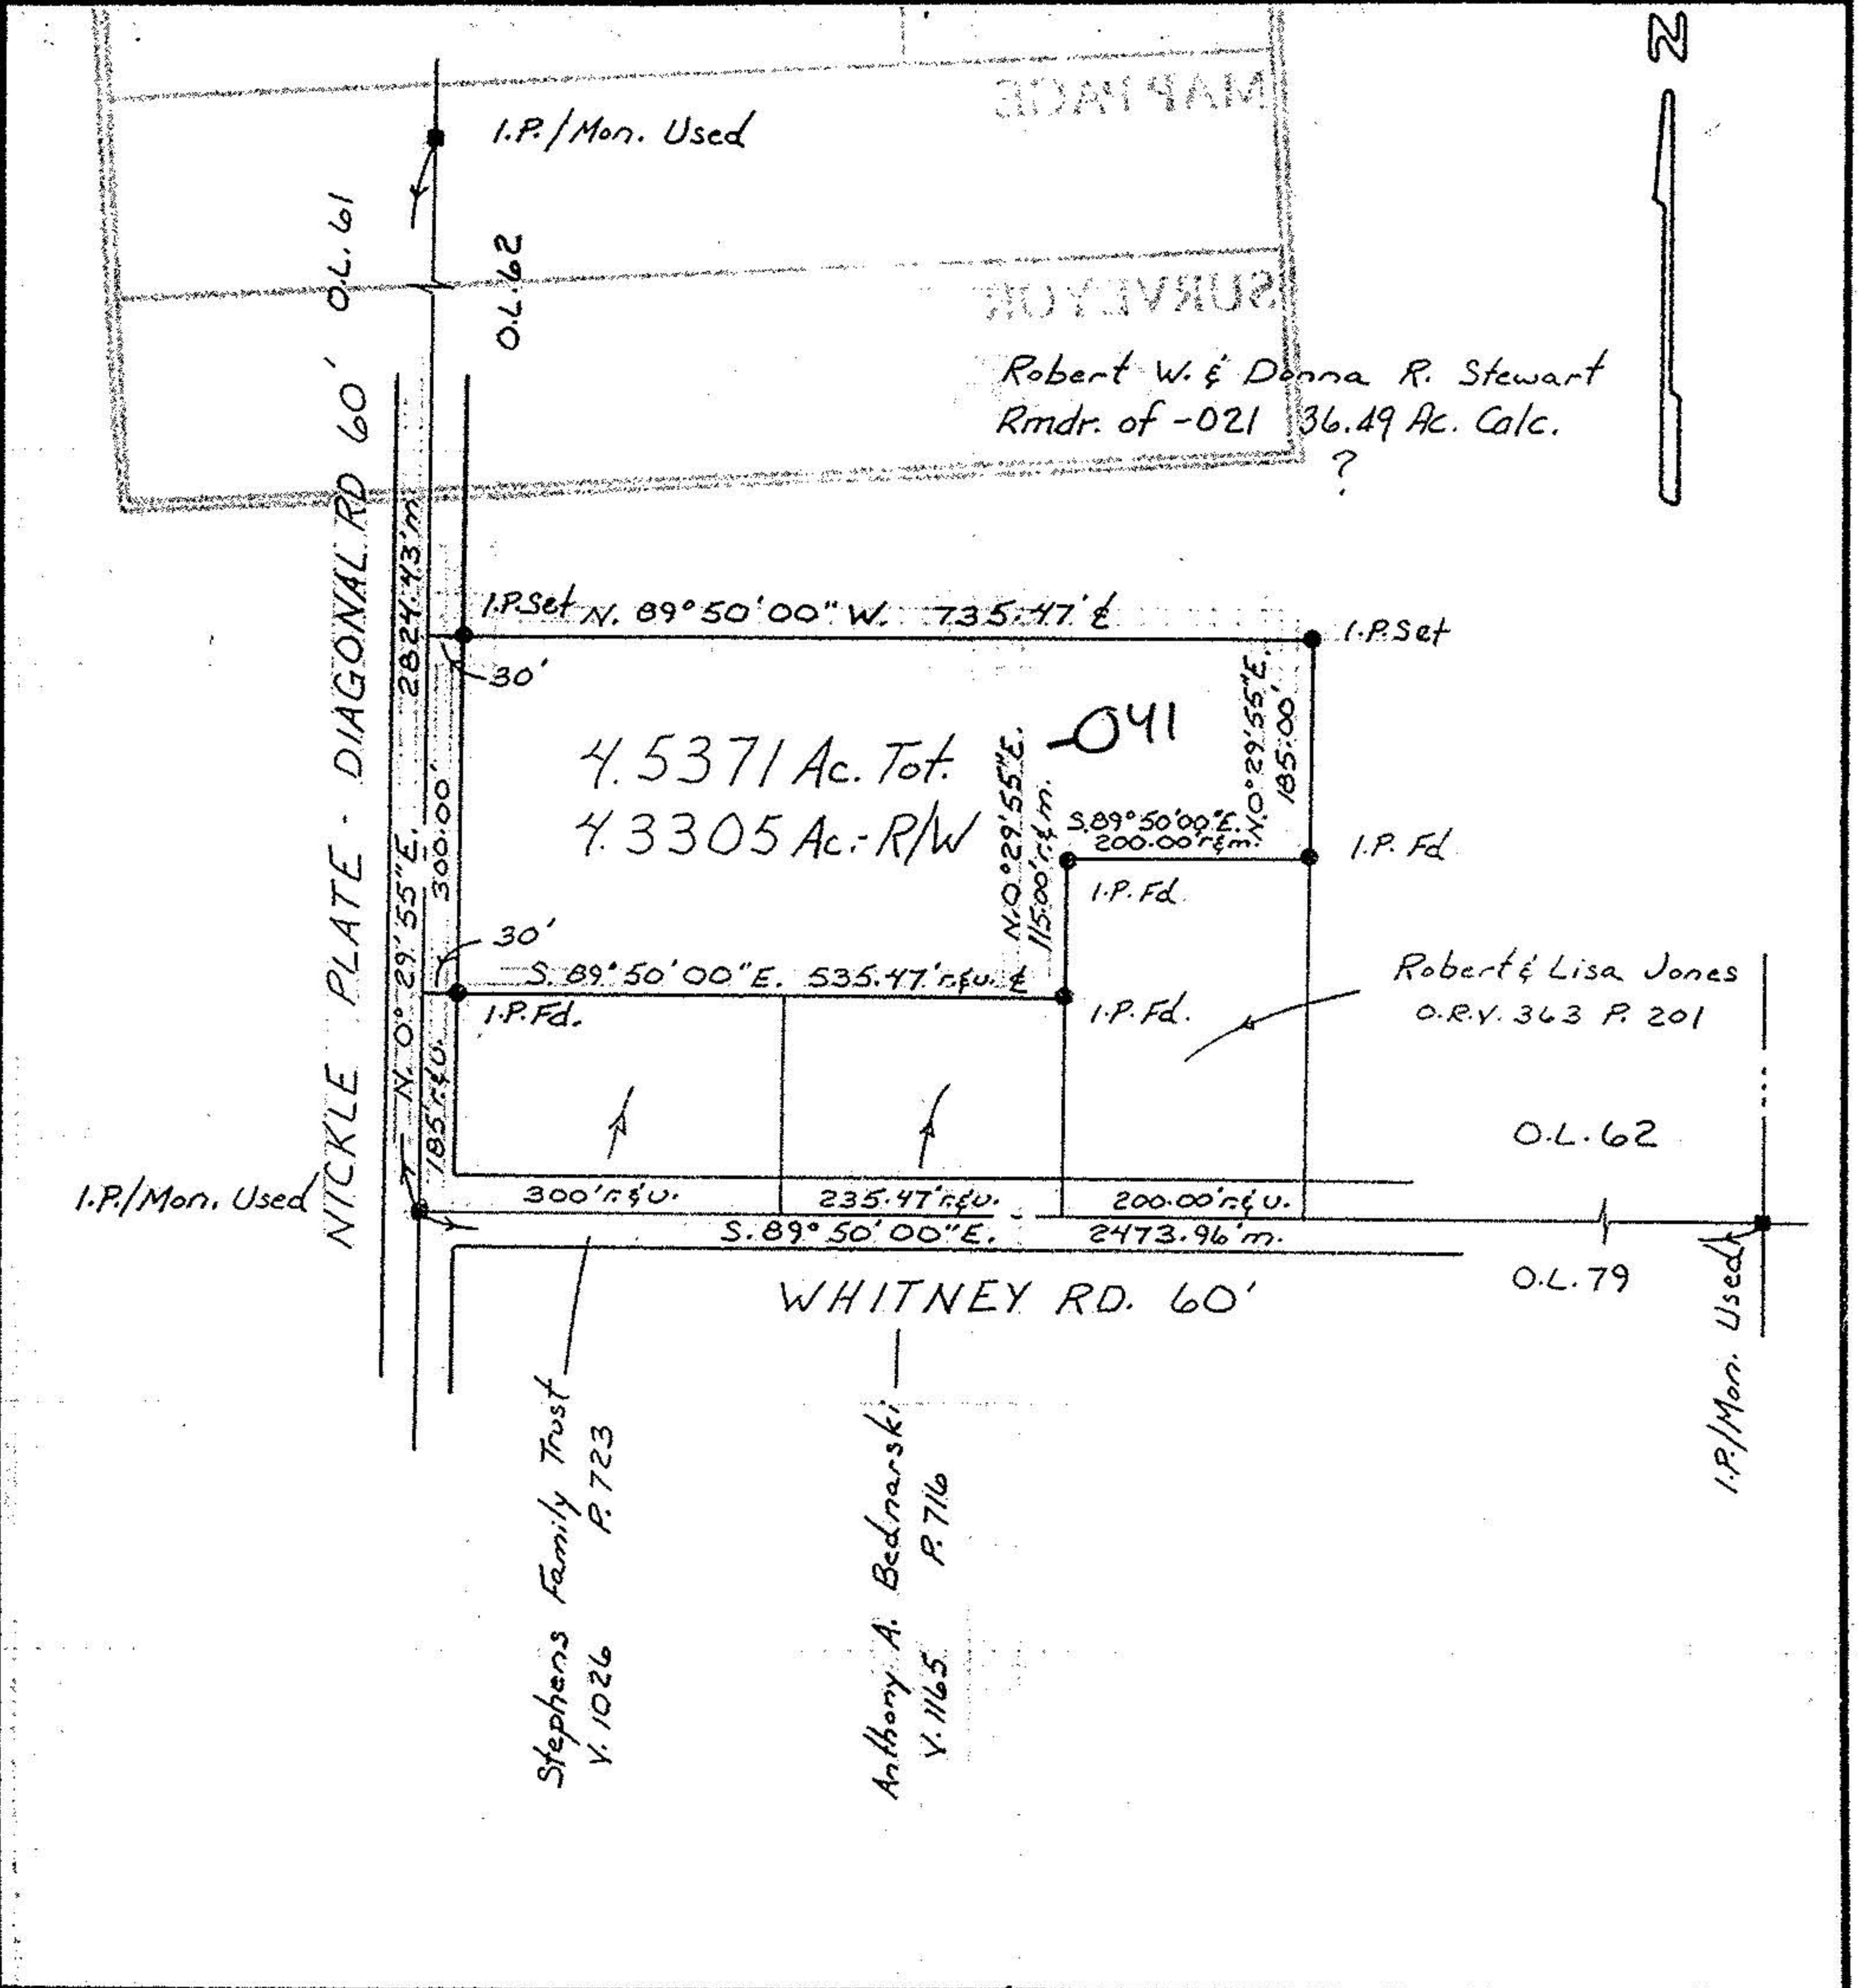 N
MAP PAGE
I.P./Mon. Used
O.L. 61
O.L. 62
SURVEYOR
Robert W. & Donna R. Stewart
Rmdr. of -021 36.49 Ac. Calc.
?
NICKLE PLATE - DIAGONAL RD 60'
N. 0° 29' 55" E. 2824.43' m.
I.P. Set N. 89° 50' 00" W. 735.47' ℄
I.P. Set
30'
-041
4.5371 Ac. Tot.
4.3305 Ac. - R/W
300.00'
N. 0° 29' 55" E.
185.00'
N. 0° 29' 55" E.
115.00' r. & m.
S. 89° 50' 00" E.
200.00' r. & m.
I.P. Fd.
I.P. Fd.
30'
S. 89° 50' 00" E. 535.47' r. & u. ℄
I.P. Fd.
I.P. Fd.
Robert & Lisa Jones
O.R.V. 363 P. 201
185' r. & u.
O.L. 62
I.P./Mon. Used
300' r. & u.
235.47' r. & u.
200.00' r. & u.
S. 89° 50' 00" E. 2473.96' m.
WHITNEY RD. 60'
O.L. 79
I.P./Mon. Used
Stephens Family Trust
V. 1026 P. 723
Anthony A. Bednarski
V. 1165 P. 716